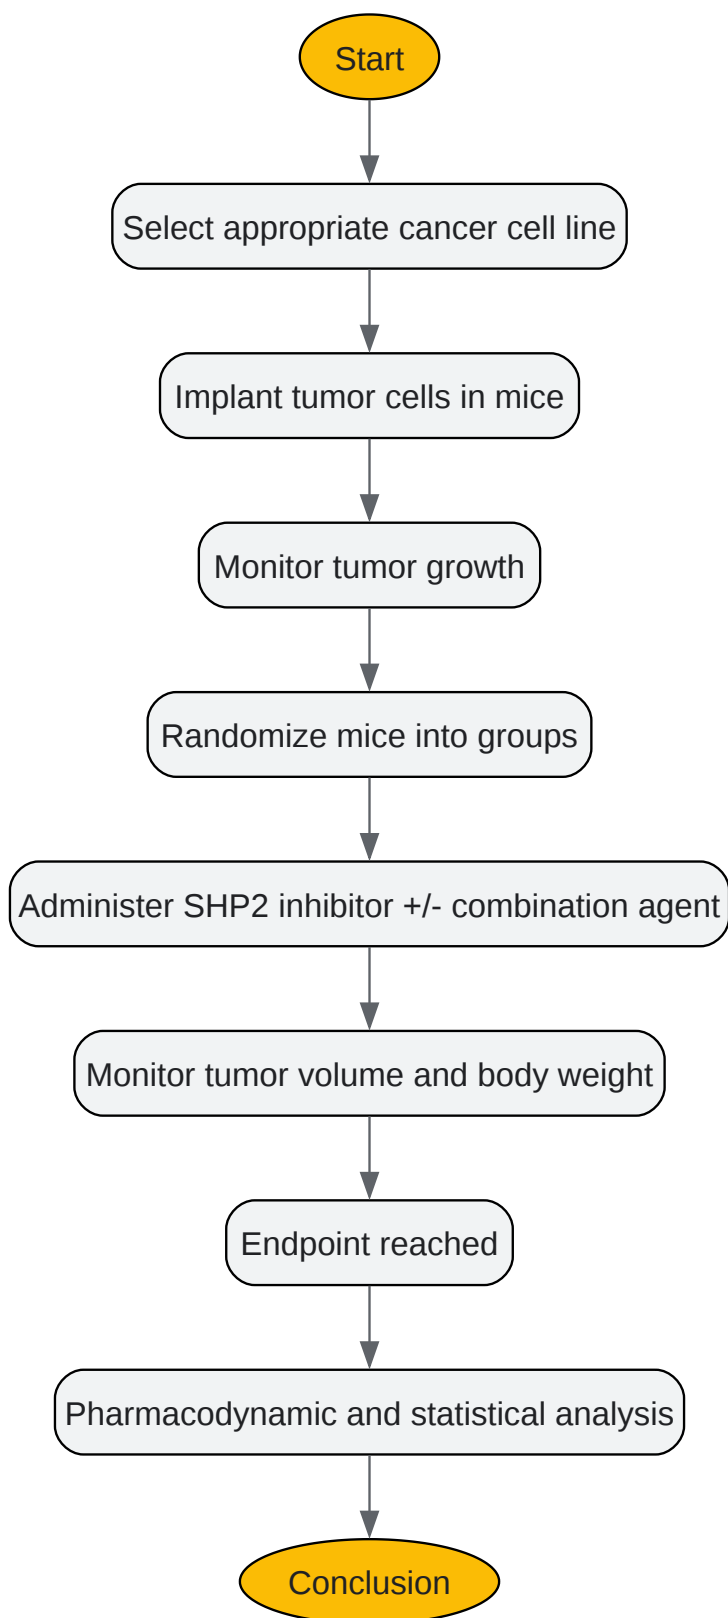 Start
Select appropriate cancer cell line
Implant tumor cells in mice
Monitor tumor growth
Randomize mice into groups
Administer SHP2 inhibitor +/- combination agent
Monitor tumor volume and body weight
Endpoint reached
Pharmacodynamic and statistical analysis
Conclusion